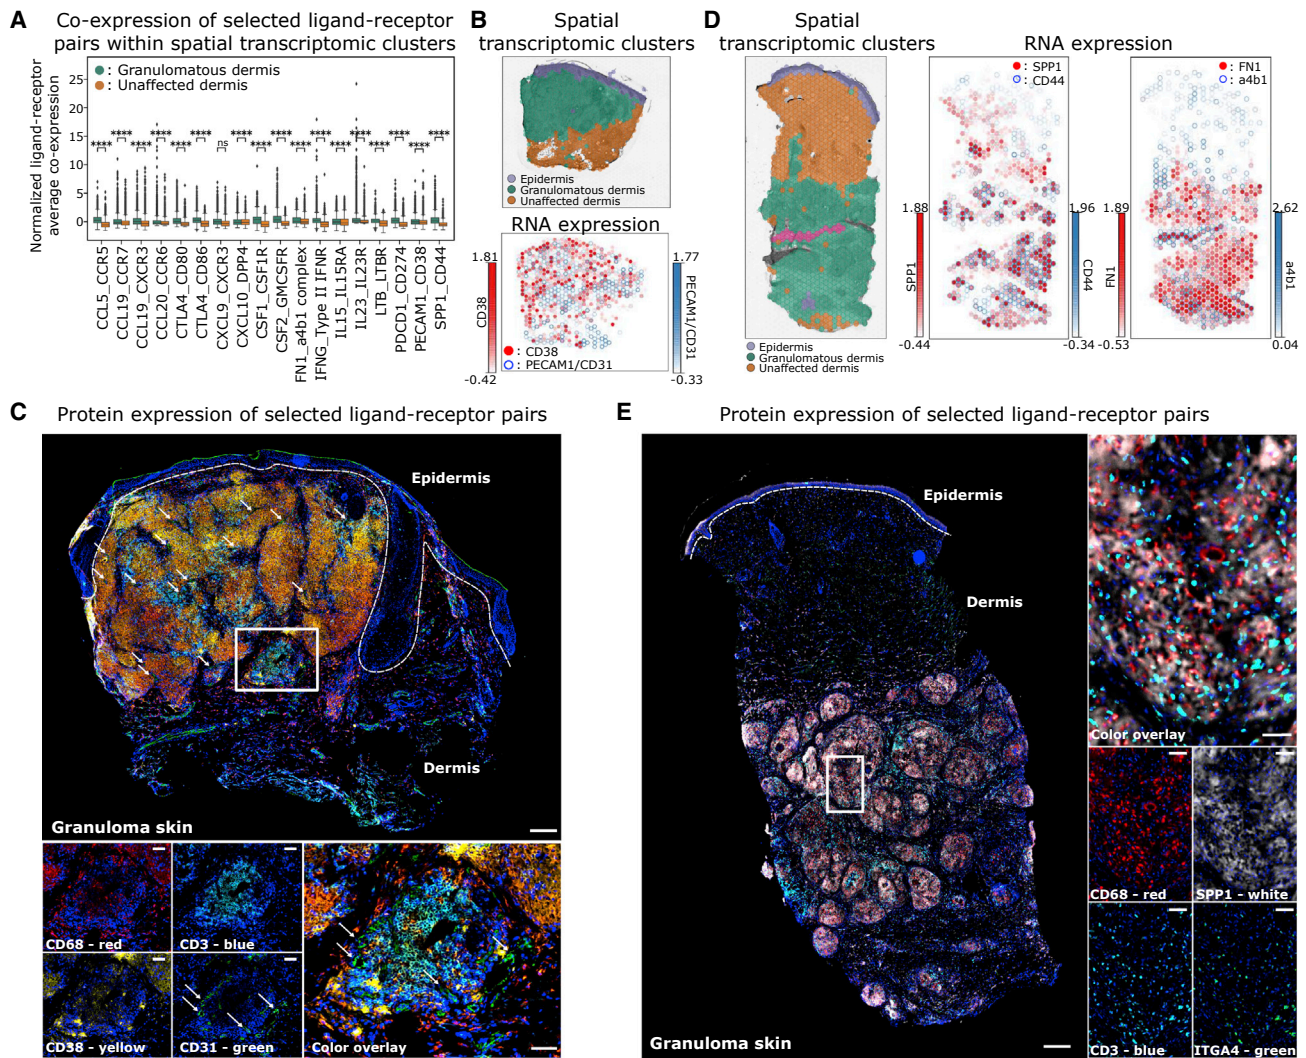 A
Co-expression of selected ligand-receptor
pairs within spatial transcriptomic clusters
Normalized ligand-receptor
average co-expression
25
20
15
10
5
0
: Granulomatous dermis
: Unaffected dermis
**** **** **** **** **** **** ns **** **** **** **** **** **** **** **** **** **** ****
CCL5_CCR5
CCL19_CCR7
CCL19_CXCR3
CCL20_CCR6
CTLA4_CD80
CTLA4_CD86
CXCL9_CXCR3
CXCL10_DPP4
CSF1_CSF1R
CSF2_GMCSFR
FN1_a4b1 complex
IFNG_Type II IFNR
IL15_IL15RA
IL23_IL23R
LTB_LTBR
PDCD1_CD274
PECAM1_CD38
SPP1_CD44
B
Spatial
transcriptomic clusters
Epidermis
Granulomatous dermis
Unaffected dermis
RNA expression
1.81
CD38
-0.42
1.77
PECAM1/CD31
-0.33
: CD38
: PECAM1/CD31
D
Spatial
transcriptomic clusters
Epidermis
Granulomatous dermis
Unaffected dermis
RNA expression
: SPP1
: CD44
1.88
SPP1
-0.44
1.96
CD44
-0.34
: FN1
: a4b1
1.89
FN1
-0.53
2.62
a4b1
0.04
C
Protein expression of selected ligand-receptor pairs
Epidermis
Dermis
Granuloma skin
CD68 - red
CD3 - blue
CD38 - yellow
CD31 - green
Color overlay
E
Protein expression of selected ligand-receptor pairs
Epidermis
Dermis
Granuloma skin
Color overlay
CD68 - red
SPP1 - white
CD3 - blue
ITGA4 - green